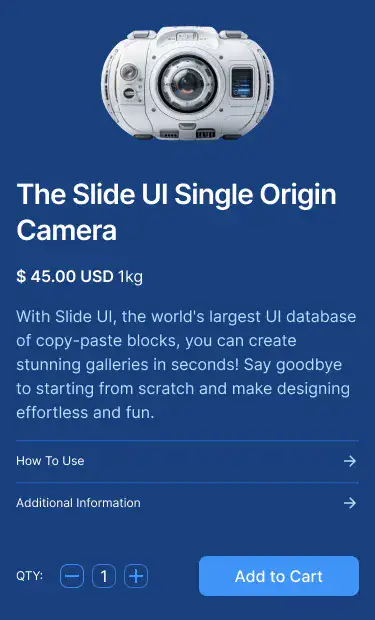 The Slide UI Single Origin
Camera
$ 45.00 USD 1kg
With Slide UI, the world's largest UI database
of copy-paste blocks, you can create
stunning galleries in seconds! Say goodbye
to starting from scratch and make designing
effortless and fun.
How To Use
Additional Information
QTY: 1 Add to Cart